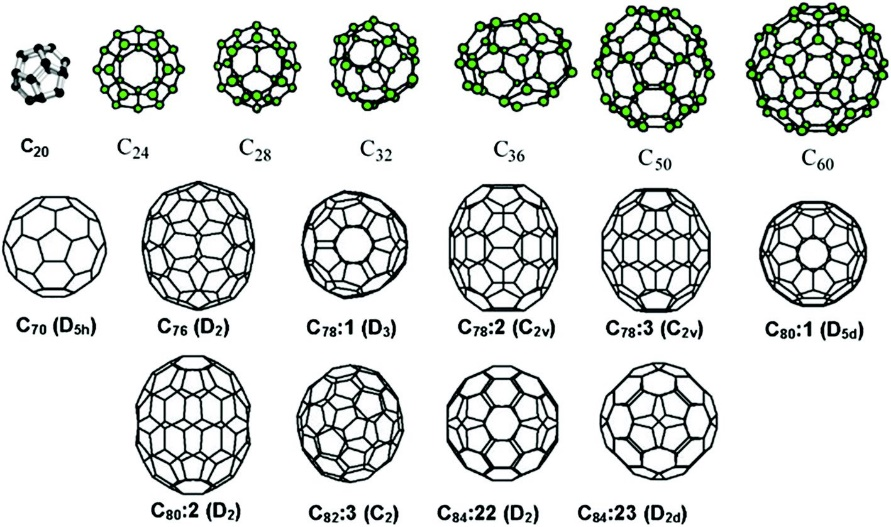 C₂₀ C₂₄ C₂₈ C₃₂ C₃₆ C₅₀ C₆₀
C₇₀ (D₅ₕ) C₇₆ (D₂) C₇₈:1 (D₃) C₇₈:2 (C₂ᵥ) C₇₈:3 (C₂ᵥ) C₈₀:1 (D₅d)
C₈₀:2 (D₂) C₈₂:3 (C₂) C₈₄:22 (D₂) C₈₄:23 (D₂d)